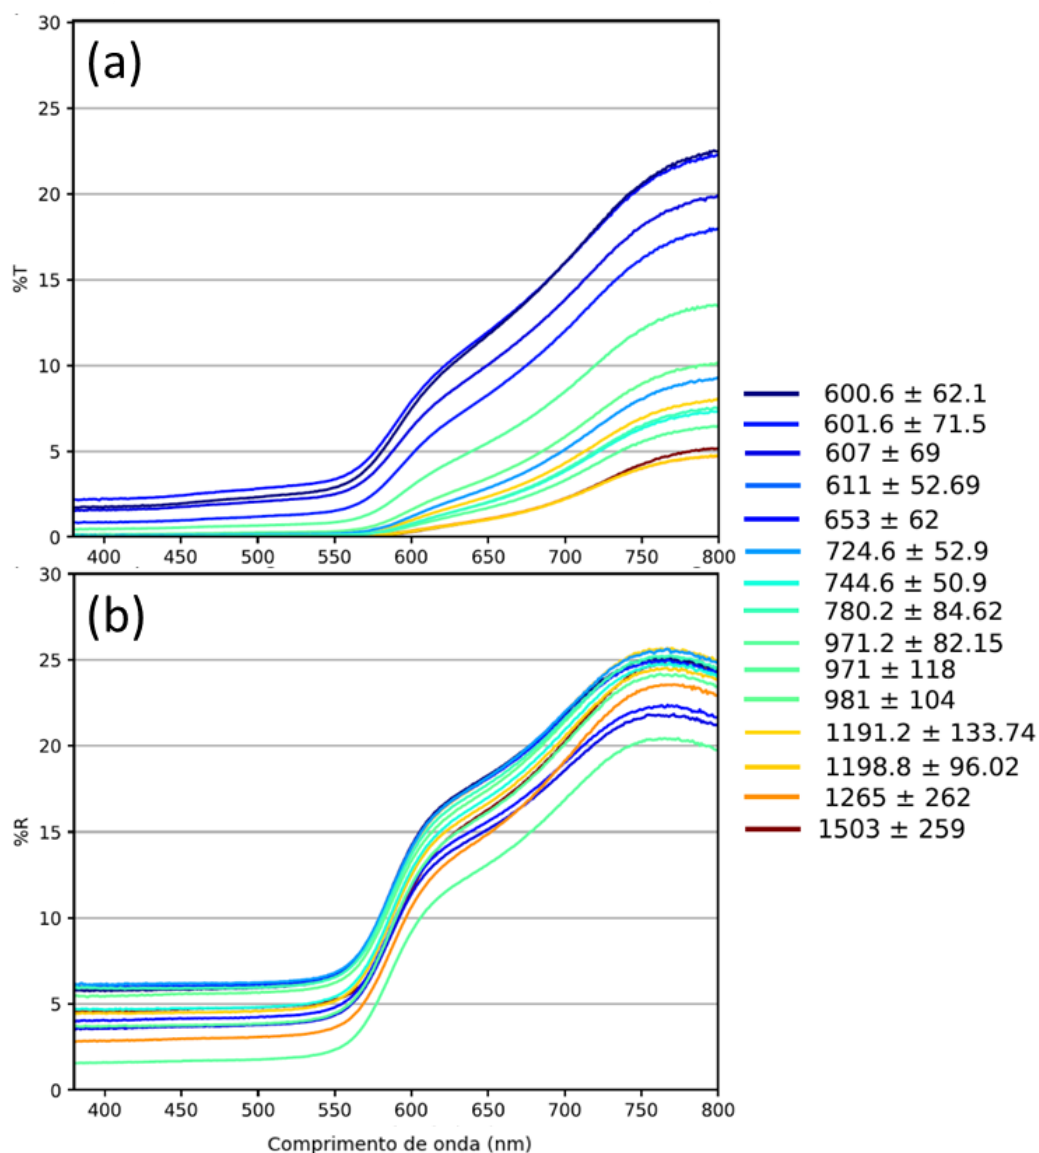 30
(a)
25
20
15
10
5
0
%T
400 450 500 550 600 650 700 750 800
30
(b)
25
20
15
10
5
0
%R
400 450 500 550 600 650 700 750 800
Comprimento de onda (nm)
600.6 ± 62.1
601.6 ± 71.5
607 ± 69
611 ± 52.69
653 ± 62
724.6 ± 52.9
744.6 ± 50.9
780.2 ± 84.62
971.2 ± 82.15
971 ± 118
981 ± 104
1191.2 ± 133.74
1198.8 ± 96.02
1265 ± 262
1503 ± 259